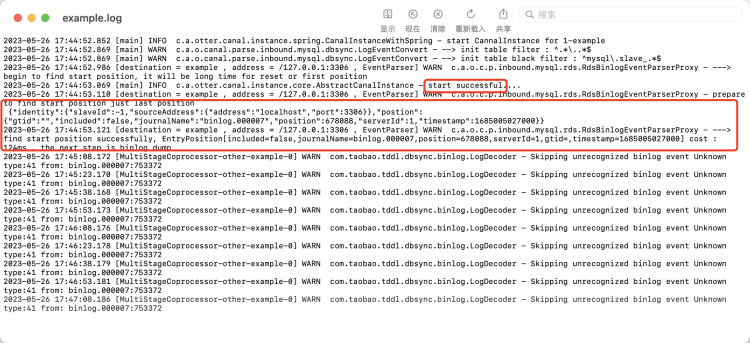 example.log
显示
现在
清除
重新载入
共享
搜索
2023-05-26 17:44:52.852 [main] INFO  c.a.otter.canal.instance.spring.CanalInstanceWithSpring - start CannalInstance for 1-example
2023-05-26 17:44:52.869 [main] WARN  c.a.o.canal.parse.inbound.mysql.dbsync.LogEventConvert - --> init table filter : ^.*\..*$
2023-05-26 17:44:52.869 [main] WARN  c.a.o.canal.parse.inbound.mysql.dbsync.LogEventConvert - --> init table black filter : ^mysql\.slave_.*$
2023-05-26 17:44:53.067 [destination = example , address = /127.0.0.1:3306 , EventParser] WARN  c.a.o.c.p.inbound.mysql.rds.RdsBinlogEventParserProxy - --->
begin to find start position, it will be long time for reset or first position
2023-05-26 17:44:53.069 [main] INFO  c.a.otter.canal.instance.core.AbstractCanalInstance - start successful....
2023-05-26 17:44:53.110 [destination = example , address = /127.0.0.1:3306 , EventParser] WARN  c.a.o.c.p.inbound.mysql.rds.RdsBinlogEventParserProxy - prepare
to find start position just last position
{"identity":{"slaveId":-1,"sourceAddress":{"address":"localhost","port":3306}},"postion":
{"gtid":"","included":false,"journalName":"binlog.000007","position":678088,"serverId":1,"timestamp":1685005027000}}
2023-05-26 17:44:53.121 [destination = example , address = /127.0.0.1:3306 , EventParser] WARN  c.a.o.c.p.inbound.mysql.rds.RdsBinlogEventParserProxy - --->
find start position successfully, EntryPosition[included=false,journalName=binlog.000007,position=678088,serverId=1,gtid=,timestamp=1685005027000] cost :
124ms , the next step is binlog dump
2023-05-26 17:45:08.172 [MultiStageCoprocessor-other-example-0] WARN  com.taobao.tddl.dbsync.binlog.LogDecoder - Skipping unrecognized binlog event Unknown
type:41 from: binlog.000007:753372
2023-05-26 17:45:23.168 [MultiStageCoprocessor-other-example-0] WARN  com.taobao.tddl.dbsync.binlog.LogDecoder - Skipping unrecognized binlog event Unknown
type:41 from: binlog.000007:753372
2023-05-26 17:45:38.168 [MultiStageCoprocessor-other-example-0] WARN  com.taobao.tddl.dbsync.binlog.LogDecoder - Skipping unrecognized binlog event Unknown
type:41 from: binlog.000007:753372
2023-05-26 17:45:53.173 [MultiStageCoprocessor-other-example-0] WARN  com.taobao.tddl.dbsync.binlog.LogDecoder - Skipping unrecognized binlog event Unknown
type:41 from: binlog.000007:753372
2023-05-26 17:46:08.176 [MultiStageCoprocessor-other-example-0] WARN  com.taobao.tddl.dbsync.binlog.LogDecoder - Skipping unrecognized binlog event Unknown
type:41 from: binlog.000007:753372
2023-05-26 17:46:23.178 [MultiStageCoprocessor-other-example-0] WARN  com.taobao.tddl.dbsync.binlog.LogDecoder - Skipping unrecognized binlog event Unknown
type:41 from: binlog.000007:753372
2023-05-26 17:46:38.179 [MultiStageCoprocessor-other-example-0] WARN  com.taobao.tddl.dbsync.binlog.LogDecoder - Skipping unrecognized binlog event Unknown
type:41 from: binlog.000007:753372
2023-05-26 17:46:53.181 [MultiStageCoprocessor-other-example-0] WARN  com.taobao.tddl.dbsync.binlog.LogDecoder - Skipping unrecognized binlog event Unknown
type:41 from: binlog.000007:753372
2023-05-26 17:47:08.186 [MultiStageCoprocessor-other-example-0] WARN  com.taobao.tddl.dbsync.binlog.LogDecoder - Skipping unrecognized binlog event Unknown
type:41 from: binlog.000007:753372